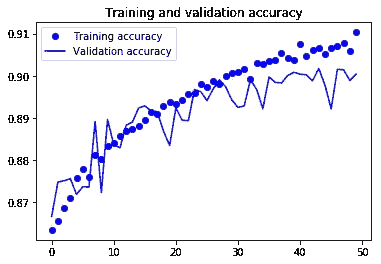 Training and validation accuracy
Training accuracy
Validation accuracy
0.91
0.90
0.89
0.88
0.87
0 10 20 30 40 50